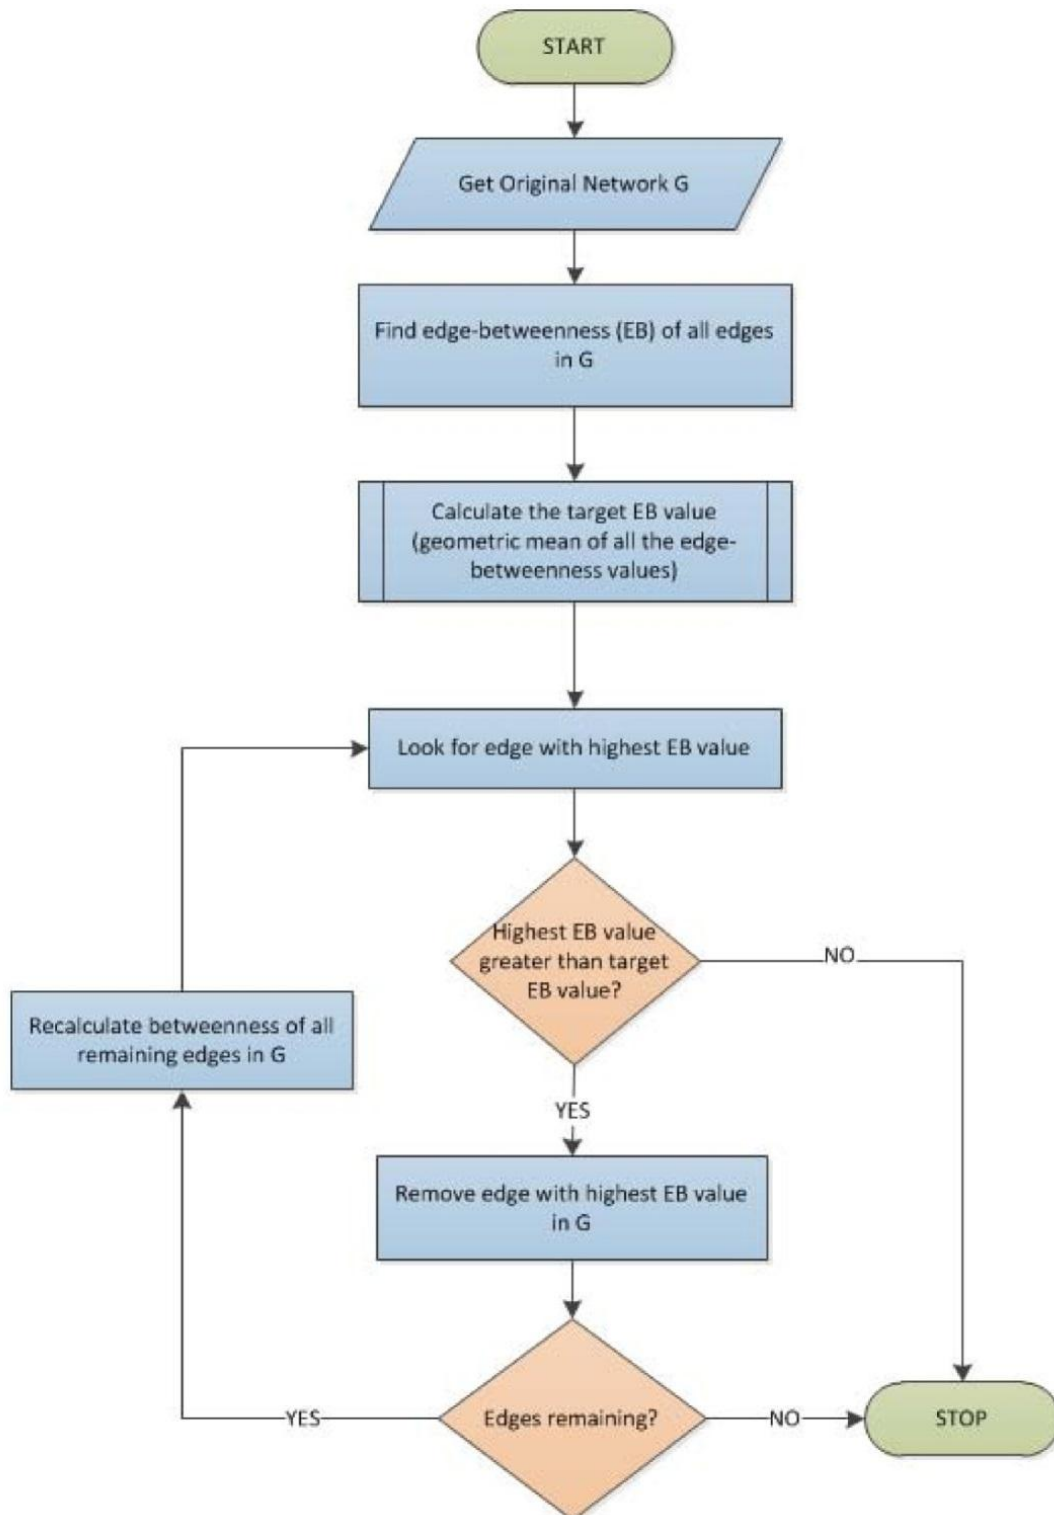 START
Get Original Network G
Find edge-betweenness (EB) of all edges
in G
Calculate the target EB value
(geometric mean of all the edge-
betweenness values)
Look for edge with highest EB value
Highest EB value
greater than target
EB value?
NO
Recalculate betweenness of all
remaining edges in G
YES
Remove edge with highest EB value
in G
YES
Edges remaining?
NO
STOP